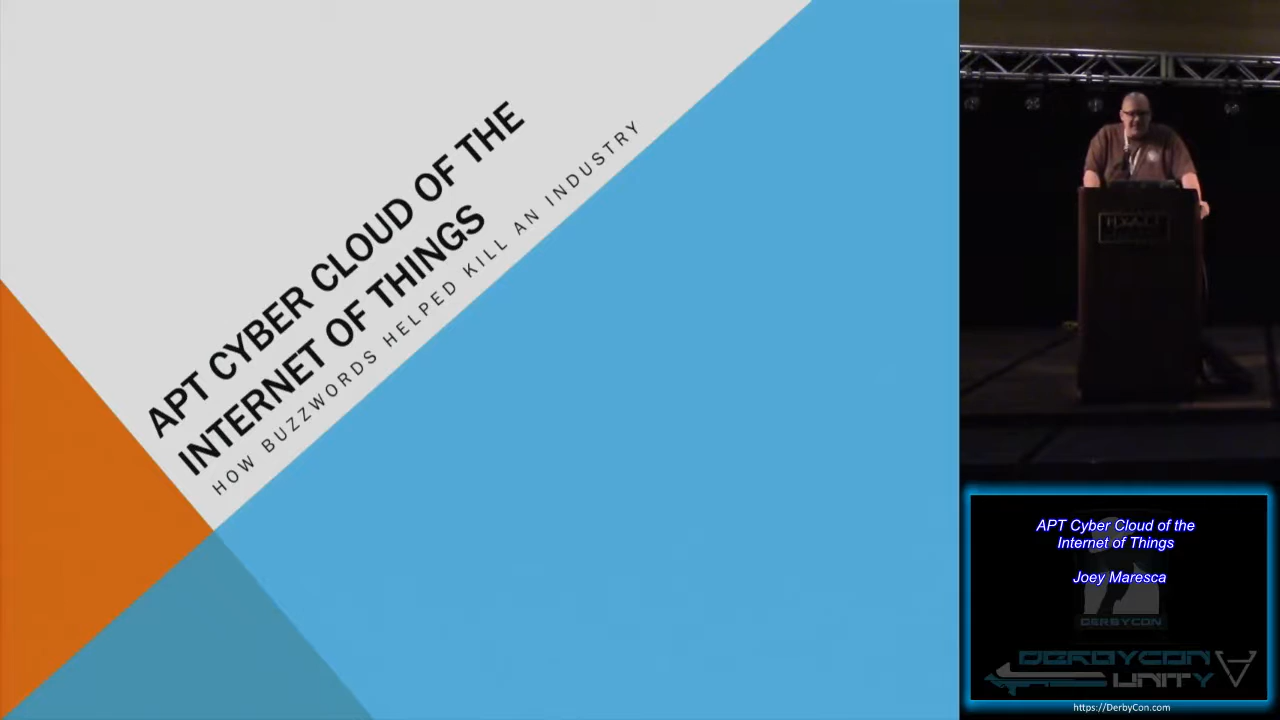 APT CYBER CLOUD OF THE
INTERNET OF THINGS
HOW BUZZWORDS HELPED KILL AN INDUSTRY
HYATT
APT Cyber Cloud of the
Internet of Things
Joey Maresca
DERBYCON
DERBYCON
UNITY
https://DerbyCon.com